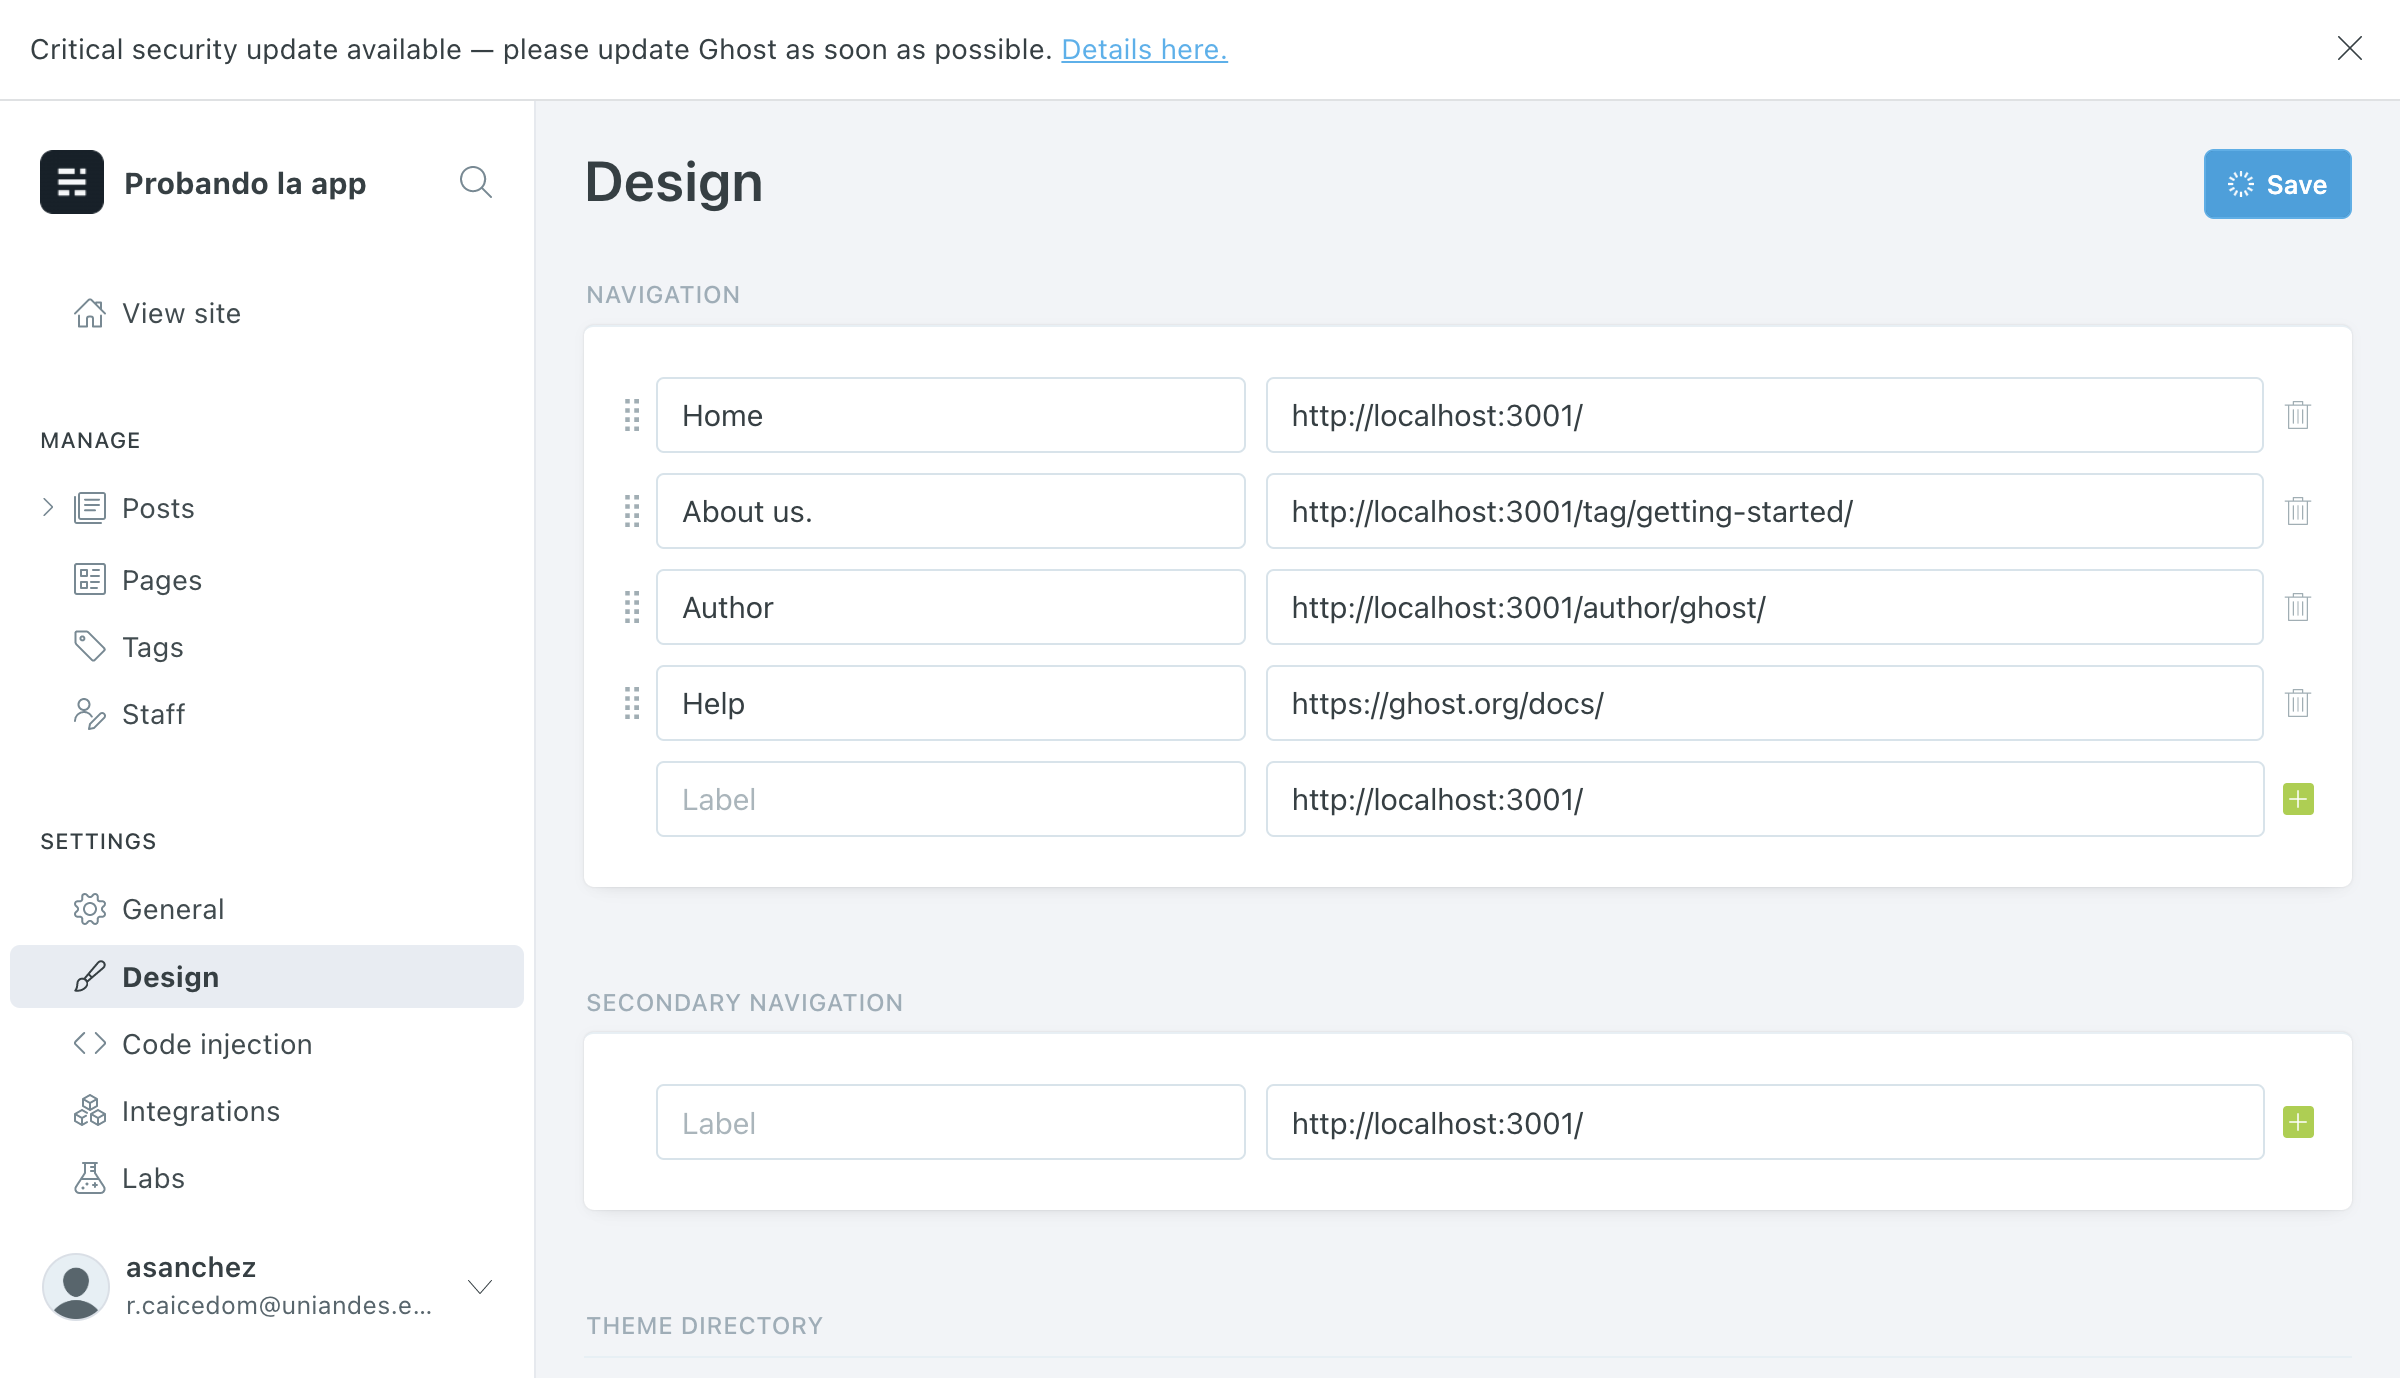 Critical security update available — please update Ghost as soon as possible. Details here.
Probando la app
View site
MANAGE
Posts
Pages
Tags
Staff
SETTINGS
General
Design
Code injection
Integrations
Labs
asanchez
r.caicedom@uniandes.e...
Design
Save
NAVIGATION
Home http://localhost:3001/
About us. http://localhost:3001/tag/getting-started/
Author http://localhost:3001/author/ghost/
Help https://ghost.org/docs/
Label http://localhost:3001/
SECONDARY NAVIGATION
Label http://localhost:3001/
THEME DIRECTORY